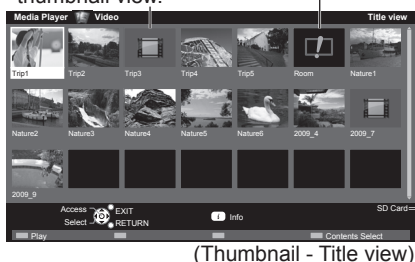 thumbnail view.
Media Player Video Title view
Trip1 Trip2 Trip3 Trip4 Trip5 Room Nature1
Nature2 Nature3 Nature4 Nature5 Nature6 2009_4 2009_7
2009_9
Access EXIT SD Card
Select RETURN i Info
Play Contents Select
(Thumbnail - Title view)